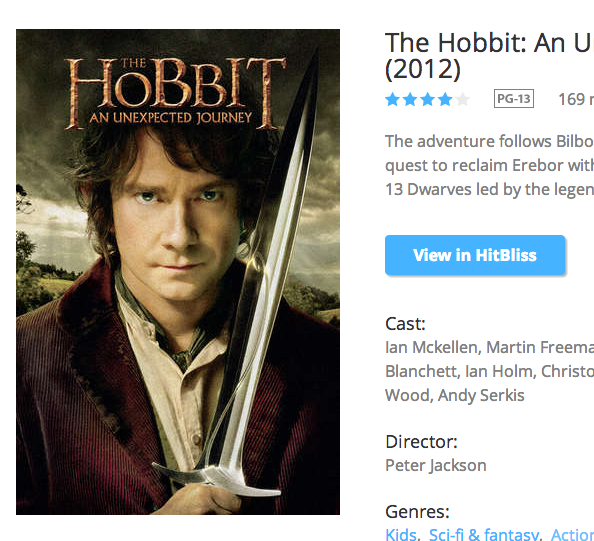 THE
HOBBIT
AN UNEXPECTED JOURNEY
The Hobbit: An U
(2012)
PG-13 169
The adventure follows Bilbo
quest to reclaim Erebor with
13 Dwarves led by the legen
View in HitBliss
Cast:
Ian Mckellen, Martin Freema
Blanchett, Ian Holm, Christo
Wood, Andy Serkis
Director:
Peter Jackson
Genres:
Kids, Sci-fi & fantasy, Action